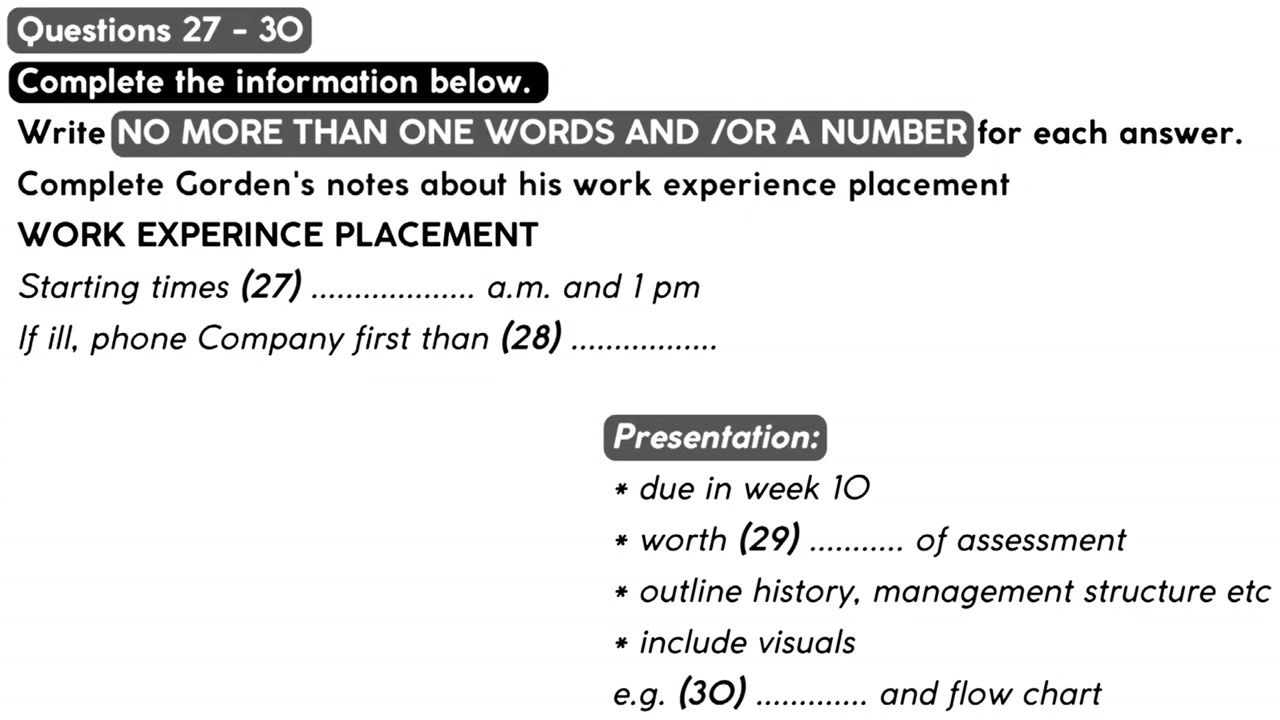 Questions 27 - 30
Complete the information below.
Write NO MORE THAN ONE WORDS AND /OR A NUMBER for each answer.
Complete Gorden's notes about his work experience placement
WORK EXPERINCE PLACEMENT
Starting times (27) ................... a.m. and 1 pm
If ill, phone Company first than (28) .................
Presentation:
* due in week 10
* worth (29) ........... of assessment
* outline history, management structure etc
* include visuals
e.g. (30) ............. and flow chart